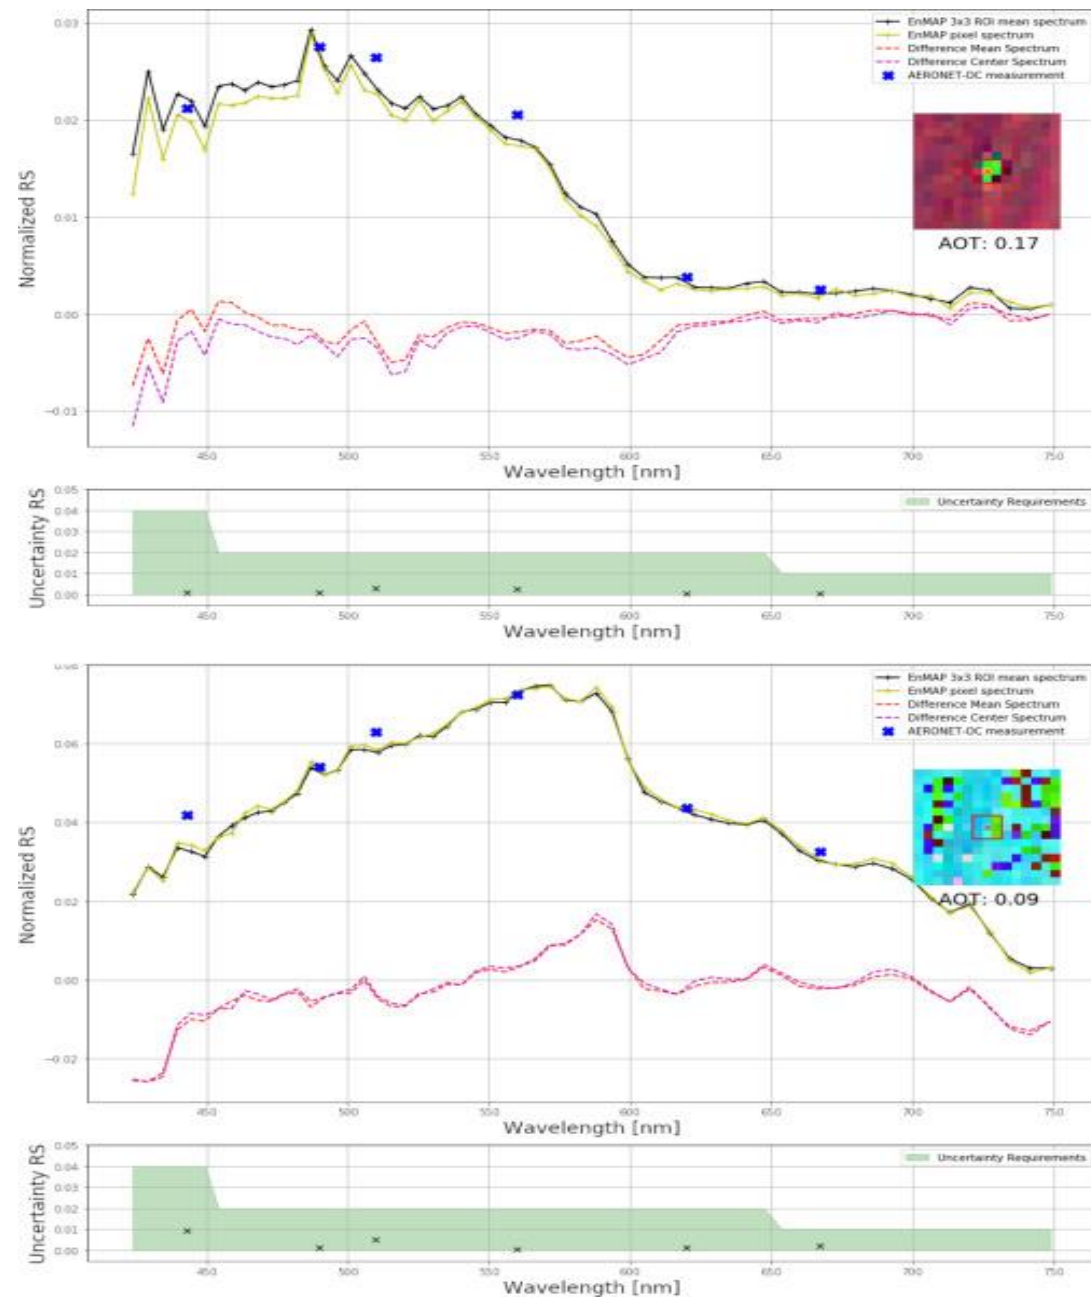 0.03
0.02
0.01
0.00
−0.01
Normalized RS
EnMAP 3x3 ROI mean spectrum
EnMAP pixel spectrum
Difference Mean Spectrum
Difference Center Spectrum
AERONET-OC measurement
AOT: 0.17
450 500 550 600 650 700 750
Wavelength [nm]
0.05
0.04
0.03
0.02
0.01
0.00
Uncertainty RS
Uncertainty Requirements
450 500 550 600 650 700 750
Wavelength [nm]
0.08
0.06
0.04
0.02
0.00
−0.02
Normalized RS
EnMAP 3x3 ROI mean spectrum
EnMAP pixel spectrum
Difference Mean Spectrum
Difference Center Spectrum
AERONET-OC measurement
AOT: 0.09
450 500 550 600 650 700 750
Wavelength [nm]
0.05
0.04
0.03
0.02
0.01
0.00
Uncertainty RS
Uncertainty Requirements
450 500 550 600 650 700 750
Wavelength [nm]